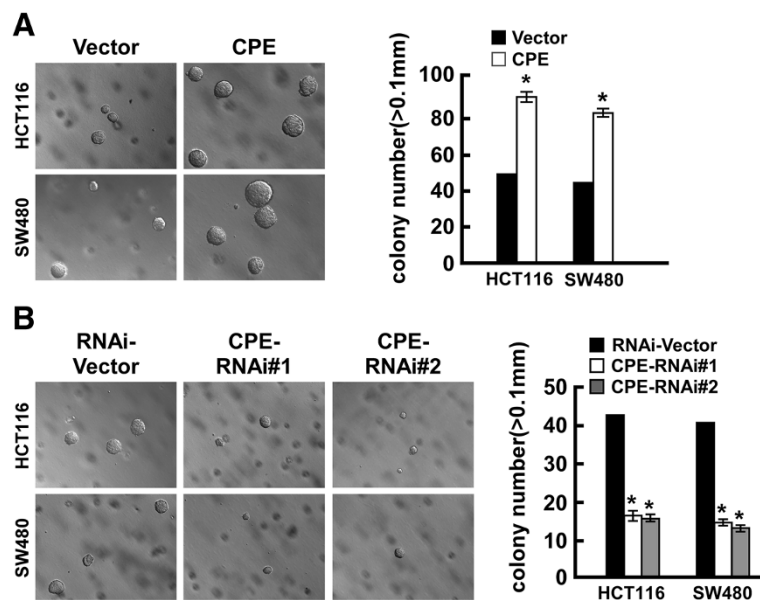 A
Vector
CPE
HCT116
SW480
Vector
CPE
colony number(>0.1mm)
100
80
60
40
20
0
*
*
HCT116
SW480
B
RNAi-
Vector
CPE-
RNAi#1
CPE-
RNAi#2
HCT116
SW480
RNAi-Vector
CPE-RNAi#1
CPE-RNAi#2
colony number(>0.1mm)
50
40
30
20
10
0
* *
* *
HCT116
SW480